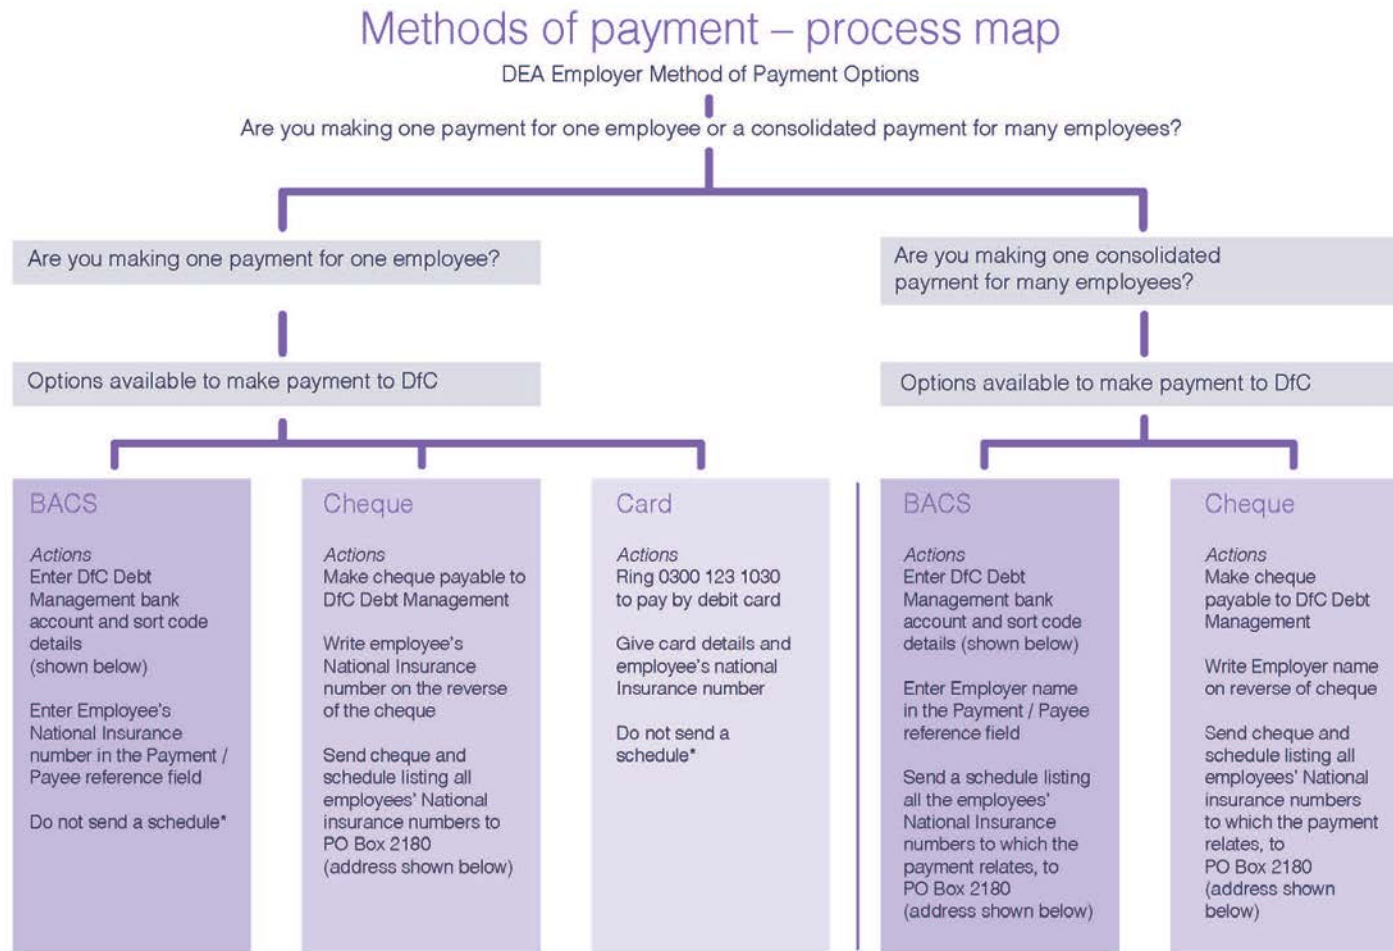 Methods of payment – process map
DEA Employer Method of Payment Options
Are you making one payment for one employee or a consolidated payment for many employees?
Are you making one payment for one employee?
Options available to make payment to DfC
BACS
Actions
Enter DfC Debt
Management bank
account and sort code
details
(shown below)
Enter Employee's
National Insurance
number in the Payment /
Payee reference field
Do not send a schedule*
Cheque
Actions
Make cheque payable to
DfC Debt Management
Write employee's
National Insurance
number on the reverse
of the cheque
Send cheque and
schedule listing all
employees' National
insurance numbers to
PO Box 2180
(address shown below)
Card
Actions
Ring 0300 123 1030
to pay by debit card
Give card details and
employee's national
Insurance number
Do not send a
schedule*
Are you making one consolidated
payment for many employees?
Options available to make payment to DfC
BACS
Actions
Enter DfC Debt
Management bank
account and sort code
details (shown below)
Enter Employer name
in the Payment / Payee
reference field
Send a schedule listing
all the employees'
National Insurance
numbers to which the
payment relates, to
PO Box 2180
(address shown below)
Cheque
Actions
Make cheque
payable to DfC Debt
Management
Write Employer name
on reverse of cheque
Send cheque and
schedule listing all
employees' National
insurance numbers
to which the payment
relates, to
PO Box 2180
(address shown
below)